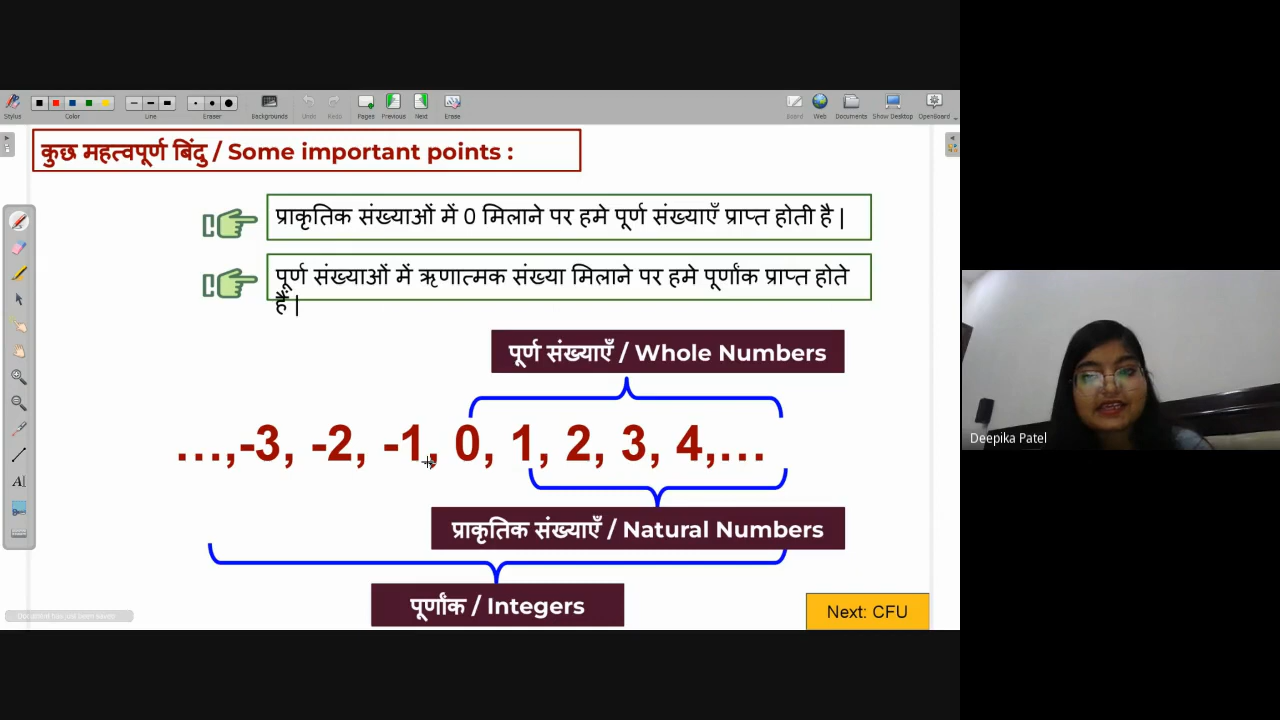 Stylus
Color
Line
Eraser
Backgrounds
Undo
Redo
Pages
Previous
Next
Erase
Board
Web
Documents
Show Desktop
OpenBoard
कुछ महत्वपूर्ण बिंदु / Some important points :
प्राकृतिक संख्याओं में 0 मिलाने पर हमे पूर्ण संख्याएँ प्राप्त होती है |
पूर्ण संख्याओं में ऋणात्मक संख्या मिलाने पर हमे पूर्णांक प्राप्त होते
हैं |
पूर्ण संख्याएँ / Whole Numbers
...,-3, -2, -1, 0, 1, 2, 3, 4,...
प्राकृतिक संख्याएँ / Natural Numbers
पूर्णांक / Integers
Next: CFU
Deepika Patel